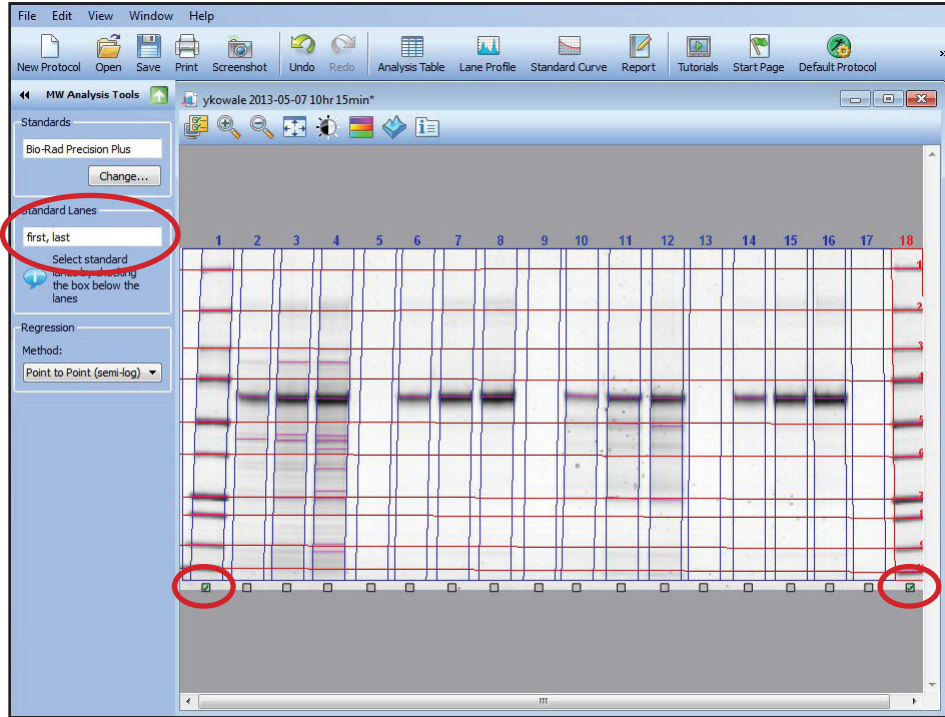 File Edit View Window Help
New Protocol Open Save Print Screenshot Undo Redo Analysis Table Lane Profile Standard Curve Report Tutorials Start Page Default Protocol
MW Analysis Tools
ykowale 2013-05-07 10hr 15min*
Standards
Bio-Rad Precision Plus
Change...
Standard Lanes
first, last
Select standard
lanes by checking
the box below the
lanes
Regression
Method:
Point to Point (semi-log)
1 2 3 4 5 6 7 8 9 10 11 12 13 14 15 16 17 18
1
2
3
4
5
6
7
8
9